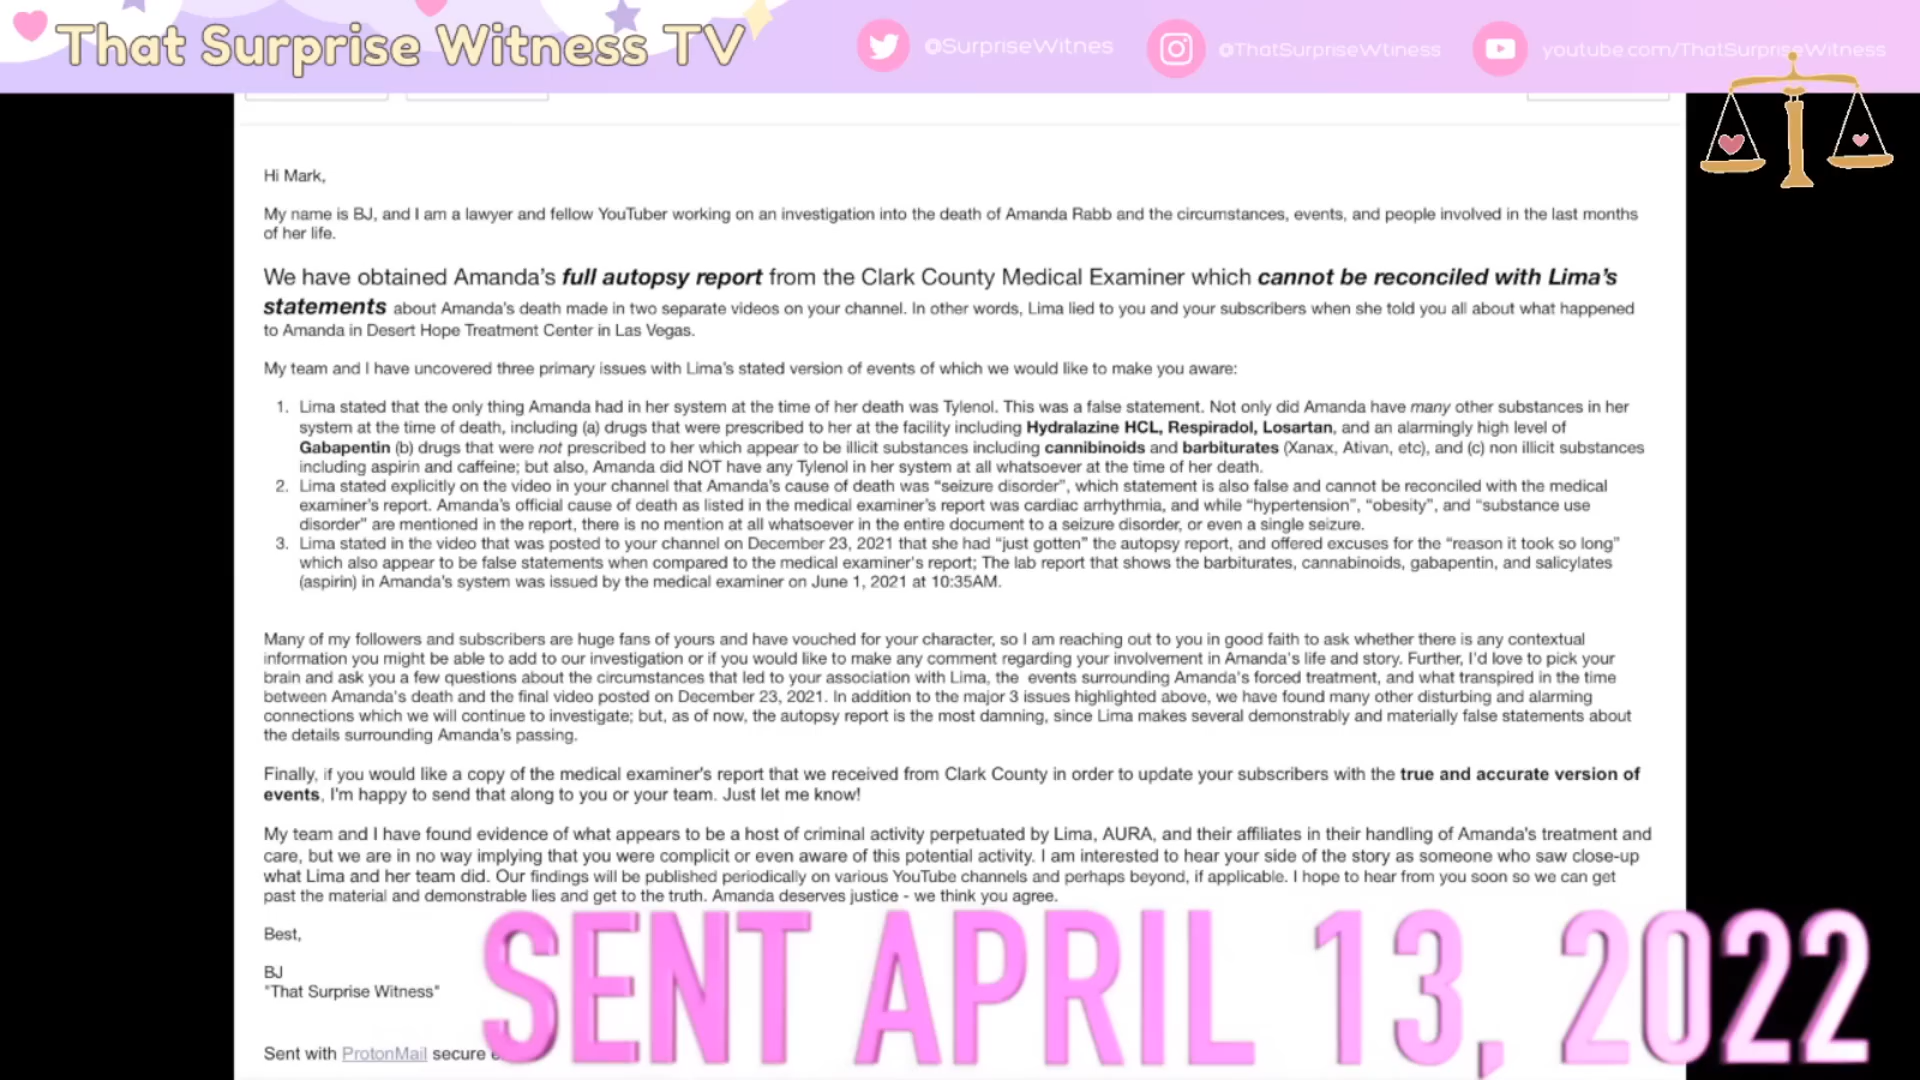 That Surprise Witness TV
@SurpriseWitnes
@ThatSurpriseWtiness
youtube.com/ThatSurpriseWitness
Hi Mark,
My name is BJ, and I am a lawyer and fellow YouTuber working on an investigation into the death of Amanda Rabb and the circumstances, events, and people involved in the last months
of her life.
We have obtained Amanda's full autopsy report from the Clark County Medical Examiner which cannot be reconciled with Lima's
statements about Amanda's death made in two separate videos on your channel. In other words, Lima lied to you and your subscribers when she told you all about what happened
to Amanda in Desert Hope Treatment Center in Las Vegas.
My team and I have uncovered three primary issues with Lima's stated version of events of which we would like to make you aware:
1. Lima stated that the only thing Amanda had in her system at the time of her death was Tylenol. This was a false statement. Not only did Amanda have many other substances in her
system at the time of death, including (a) drugs that were prescribed to her at the facility including Hydralazine HCL, Respiradol, Losartan, and an alarmingly high level of
Gabapentin (b) drugs that were not prescribed to her which appear to be illicit substances including cannibinoids and barbiturates (Xanax, Ativan, etc), and (c) non illicit substances
including aspirin and caffeine; but also, Amanda did NOT have any Tylenol in her system at all whatsoever at the time of her death.
2. Lima stated explicitly on the video in your channel that Amanda's cause of death was "seizure disorder", which statement is also false and cannot be reconciled with the medical
examiner's report. Amanda's official cause of death as listed in the medical examiner's report was cardiac arrhythmia, and while "hypertension", "obesity", and "substance use
disorder" are mentioned in the report, there is no mention at all whatsoever in the entire document to a seizure disorder, or even a single seizure.
3. Lima stated in the video that was posted to your channel on December 23, 2021 that she had "just gotten" the autopsy report, and offered excuses for the "reason it took so long"
which also appear to be false statements when compared to the medical examiner's report; The lab report that shows the barbiturates, cannabinoids, gabapentin, and salicylates
(aspirin) in Amanda's system was issued by the medical examiner on June 1, 2021 at 10:35AM.
Many of my followers and subscribers are huge fans of yours and have vouched for your character, so I am reaching out to you in good faith to ask whether there is any contextual
information you might be able to add to our investigation or if you would like to make any comment regarding your involvement in Amanda's life and story. Further, I'd love to pick your
brain and ask you a few questions about the circumstances that led to your association with Lima, the events surrounding Amanda's forced treatment, and what transpired in the time
between Amanda's death and the final video posted on December 23, 2021. In addition to the major 3 issues highlighted above, we have found many other disturbing and alarming
connections which we will continue to investigate; but, as of now, the autopsy report is the most damning, since Lima makes several demonstrably and materially false statements about
the details surrounding Amanda's passing.
Finally, if you would like a copy of the medical examiner's report that we received from Clark County in order to update your subscribers with the true and accurate version of
events, I'm happy to send that along to you or your team. Just let me know!
My team and I have found evidence of what appears to be a host of criminal activity perpetuated by Lima, AURA, and their affiliates in their handling of Amanda's treatment and
care, but we are in no way implying that you were complicit or even aware of this potential activity. I am interested to hear your side of the story as someone who saw close-up
what Lima and her team did. Our findings will be published periodically on various YouTube channels and perhaps beyond, if applicable. I hope to hear from you soon so we can get
past the material and demonstrable lies and get to the truth. Amanda deserves justice - we think you agree.
Best,
BJ
"That Surprise Witness"
Sent with ProtonMail secure
SENT APRIL 13, 2022